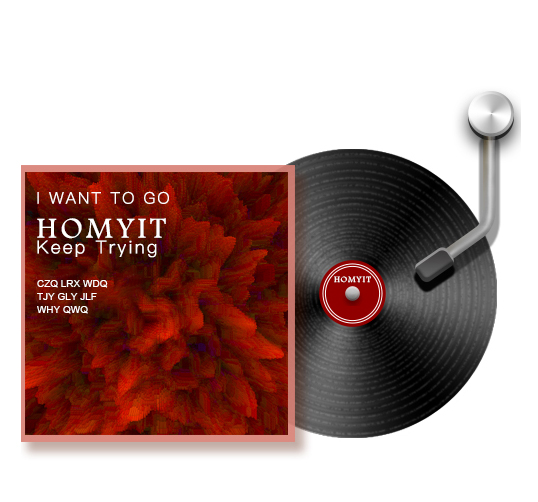 I WANT TO GO
HOMYIT
Keep Trying
CZQ LRX WDQ
TJY GLY JLF
WHY QWQ
HOMYIT